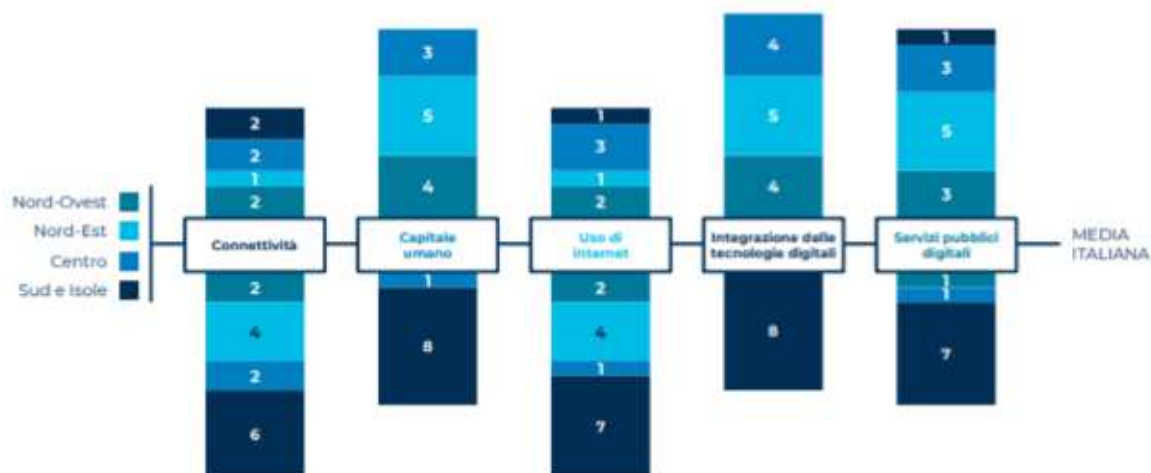 Nord-Ovest
Nord-Est
Centro
Sud e Isole
2
2
1
2
Connettività
2
4
2
6
3
5
4
Capitale
umano
1
8
1
3
1
2
Uso di
internet
2
4
1
7
4
5
4
Integrazione dalle
tecnologie digitali
8
1
3
5
3
Servizi pubblici
digitali
1
1
7
MEDIA
ITALIANA